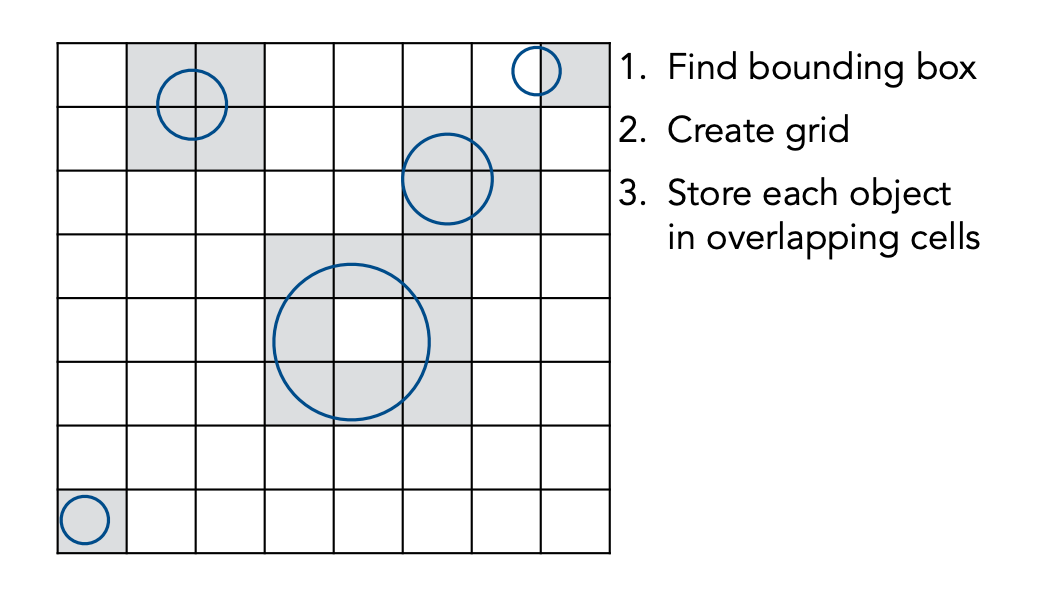 1. Find bounding box
2. Create grid
3. Store each object
in overlapping cells